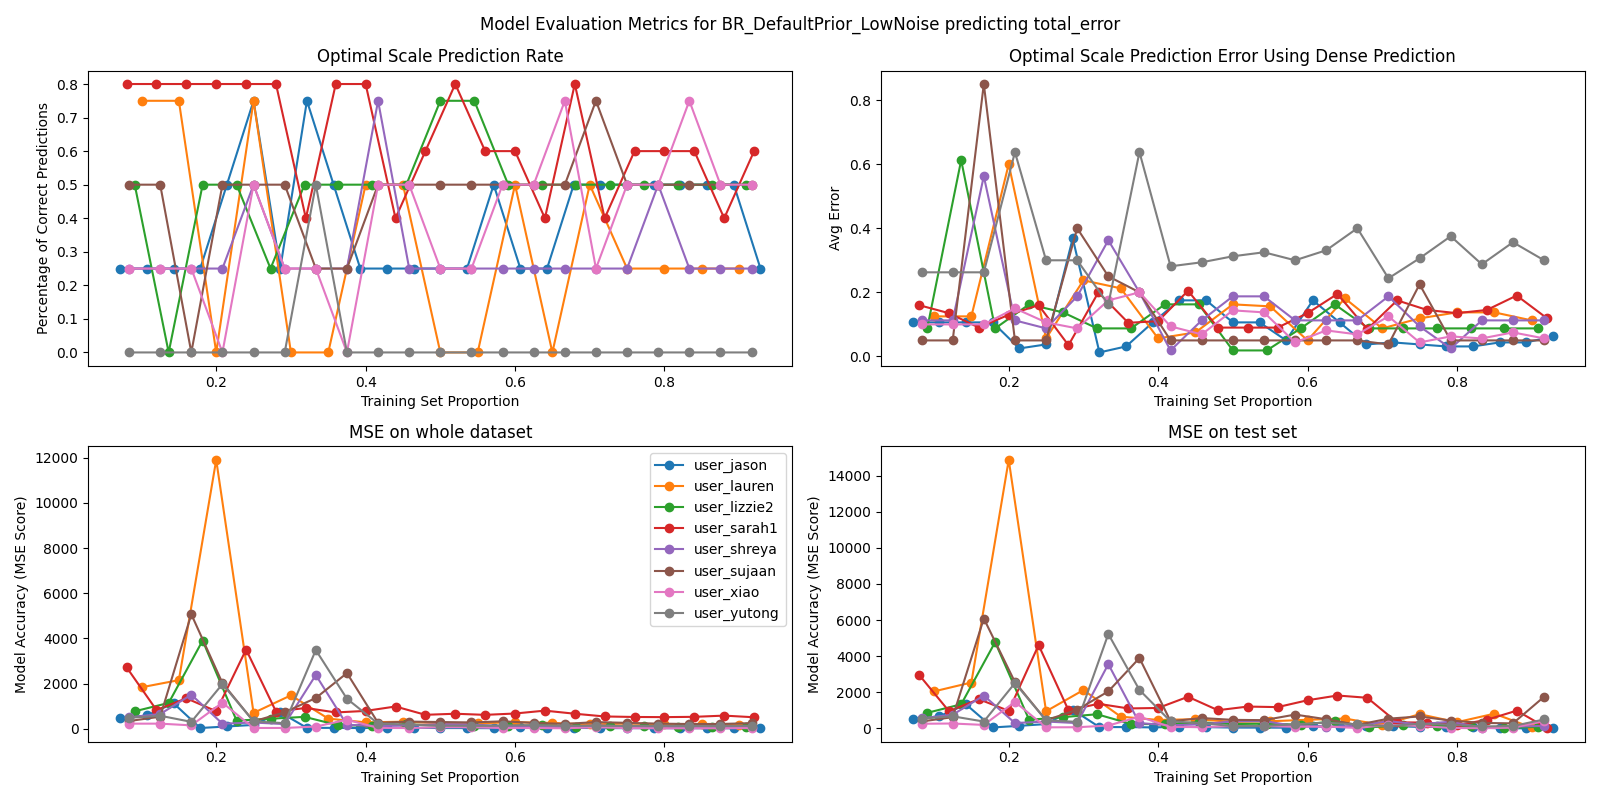 Model Evaluation Metrics for BR_DefaultPrior_LowNoise predicting total_error
Optimal Scale Prediction Rate
Percentage of Correct Predictions
0.8
0.7
0.6
0.5
0.4
0.3
0.2
0.1
0.0
0.2
0.4
0.6
0.8
Training Set Proportion
Optimal Scale Prediction Error Using Dense Prediction
Avg Error
0.8
0.6
0.4
0.2
0.0
0.2
0.4
0.6
0.8
Training Set Proportion
MSE on whole dataset
Model Accuracy (MSE Score)
12000
10000
8000
6000
4000
2000
0
0.2
0.4
0.6
0.8
Training Set Proportion
user_jason
user_lauren
user_lizzie2
user_sarah1
user_shreya
user_sujaan
user_xiao
user_yutong
MSE on test set
Model Accuracy (MSE Score)
14000
12000
10000
8000
6000
4000
2000
0
0.2
0.4
0.6
0.8
Training Set Proportion